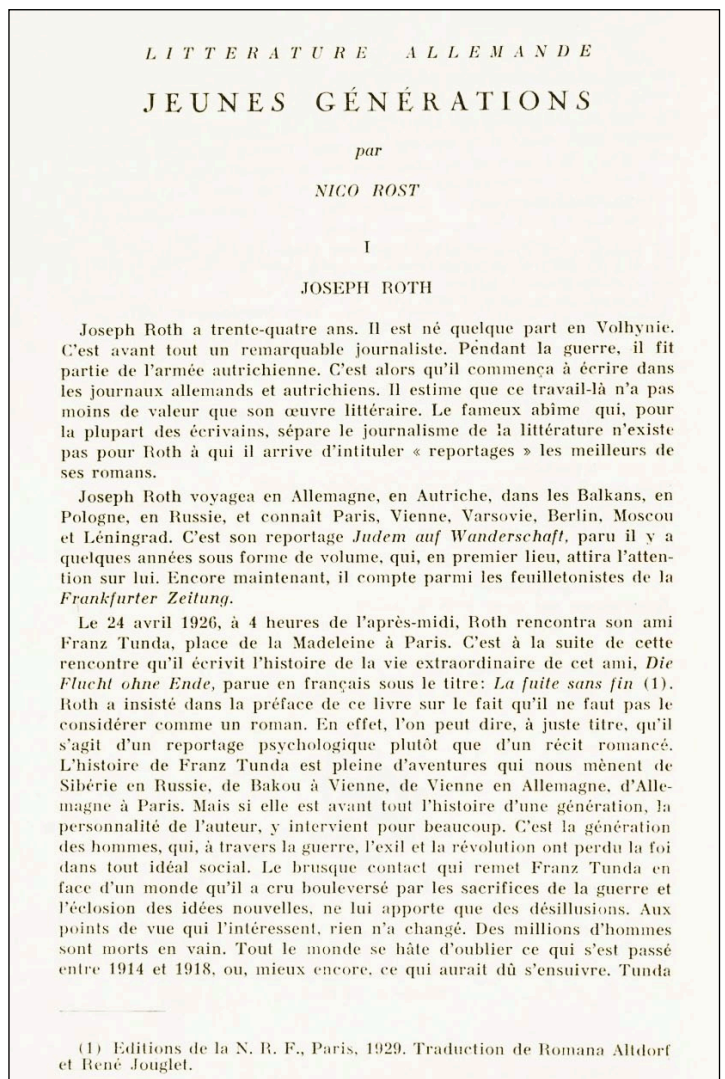 LITTERATURE ALLEMANDE
JEUNES GÉNÉRATIONS
par
NICO ROST
I
JOSEPH ROTH
Joseph Roth a trente-quatre ans. Il est né quelque part en Volhynie.
C'est avant tout un remarquable journaliste. Pendant la guerre, il fit
partie de l'armée autrichienne. C'est alors qu'il commença à écrire dans
les journaux allemands et autrichiens. Il estime que ce travail-là n'a pas
moins de valeur que son œuvre littéraire. Le fameux abîme qui, pour
la plupart des écrivains, sépare le journalisme de la littérature n'existe
pas pour Roth à qui il arrive d'intituler « reportages » les meilleurs de
ses romans.
Joseph Roth voyagea en Allemagne, en Autriche, dans les Balkans, en
Pologne, en Russie, et connaît Paris, Vienne, Varsovie, Berlin, Moscou
et Léningrad. C'est son reportage Judem auf Wanderschaft, paru il y a
quelques années sous forme de volume, qui, en premier lieu, attira l'atten-
tion sur lui. Encore maintenant, il compte parmi les feuilletonistes de la
Frankfurter Zeitung.
Le 24 avril 1926, à 4 heures de l'après-midi, Roth rencontra son ami
Franz Tunda, place de la Madeleine à Paris. C'est à la suite de cette
rencontre qu'il écrivit l'histoire de la vie extraordinaire de cet ami, Die
Flucht ohne Ende, parue en français sous le titre: La fuite sans fin (1).
Roth a insisté dans la préface de ce livre sur le fait qu'il ne faut pas le
considérer comme un roman. En effet, l'on peut dire, à juste titre, qu'il
s'agit d'un reportage psychologique plutôt que d'un récit romancé.
L'histoire de Franz Tunda est pleine d'aventures qui nous mènent de
Sibérie en Russie, de Bakou à Vienne, de Vienne en Allemagne, d'Alle-
magne à Paris. Mais si elle est avant tout l'histoire d'une génération, la
personnalité de l'auteur, y intervient pour beaucoup. C'est la génération
des hommes, qui, à travers la guerre, l'exil et la révolution ont perdu la foi
dans tout idéal social. Le brusque contact qui remet Franz Tunda en
face d'un monde qu'il a cru bouleversé par les sacrifices de la guerre et
l'éclosion des idées nouvelles, ne lui apporte que des désillusions. Aux
points de vue qui l'intéressent, rien n'a changé. Des millions d'hommes
sont morts en vain. Tout le monde se hâte d'oublier ce qui s'est passé
entre 1914 et 1918, ou, mieux encore, ce qui aurait dû s'ensuivre. Tunda
(1) Editions de la N. R. F., Paris, 1929. Traduction de Romana Altdorf
et René Jouglet.